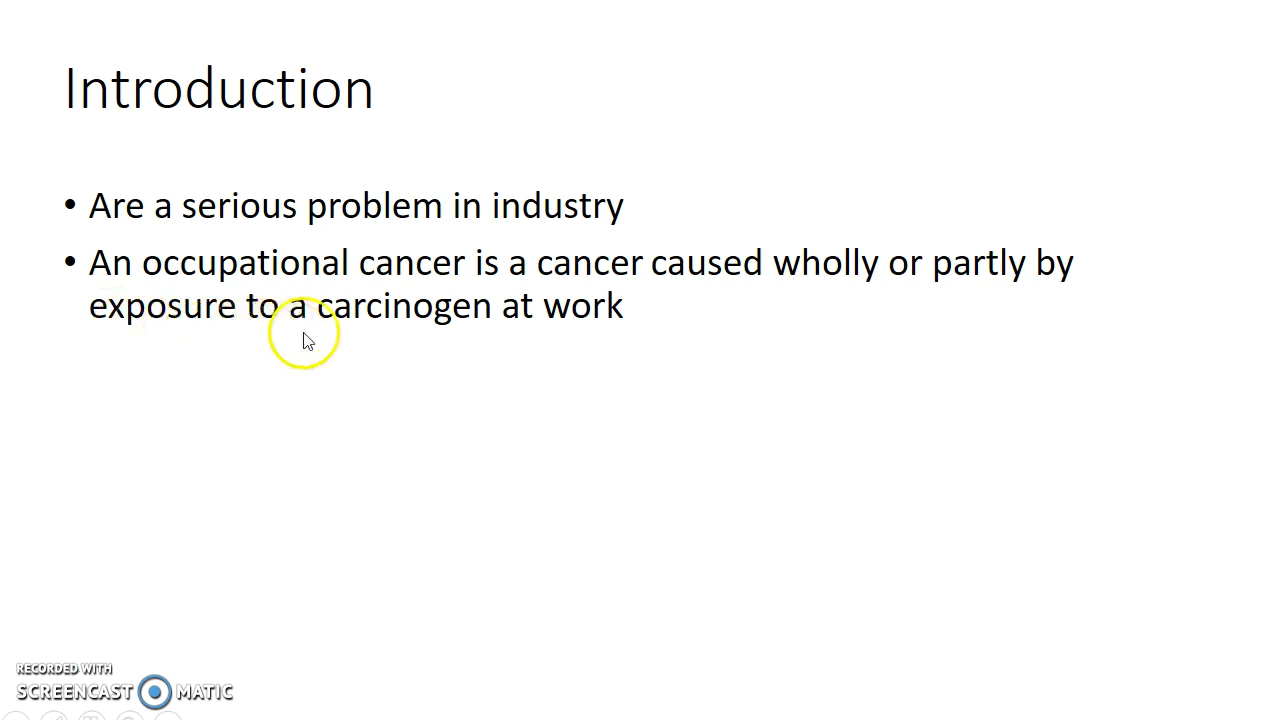 Introduction
• Are a serious problem in industry
• An occupational cancer is a cancer caused wholly or partly by
exposure to a carcinogen at work
RECORDED WITH
SCREENCAST MATIC